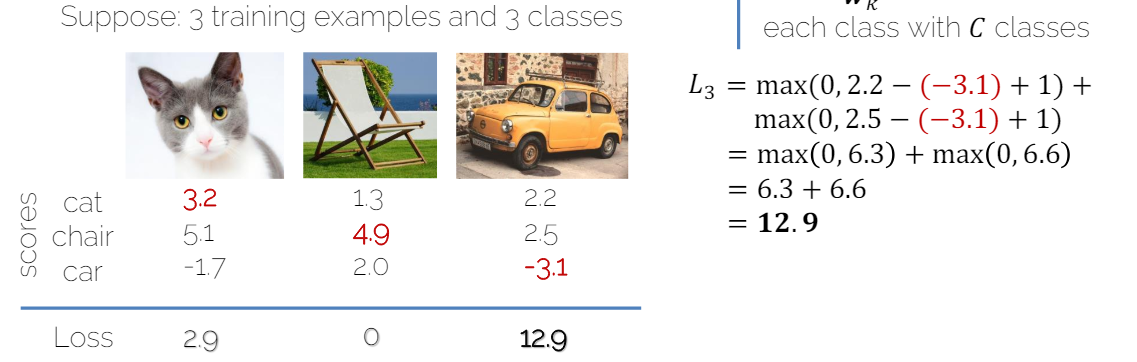 Suppose: 3 training examples and 3 classes
scores
cat 3.2 1.3 2.2
chair 5.1 4.9 2.5
car -1.7 2.0 -3.1
Loss 2.9 0 12.9
each class with C classes
L₃ = max(0, 2.2 − (−3.1) + 1) +
max(0, 2.5 − (−3.1) + 1)
= max(0, 6.3) + max(0, 6.6)
= 6.3 + 6.6
= 12.9